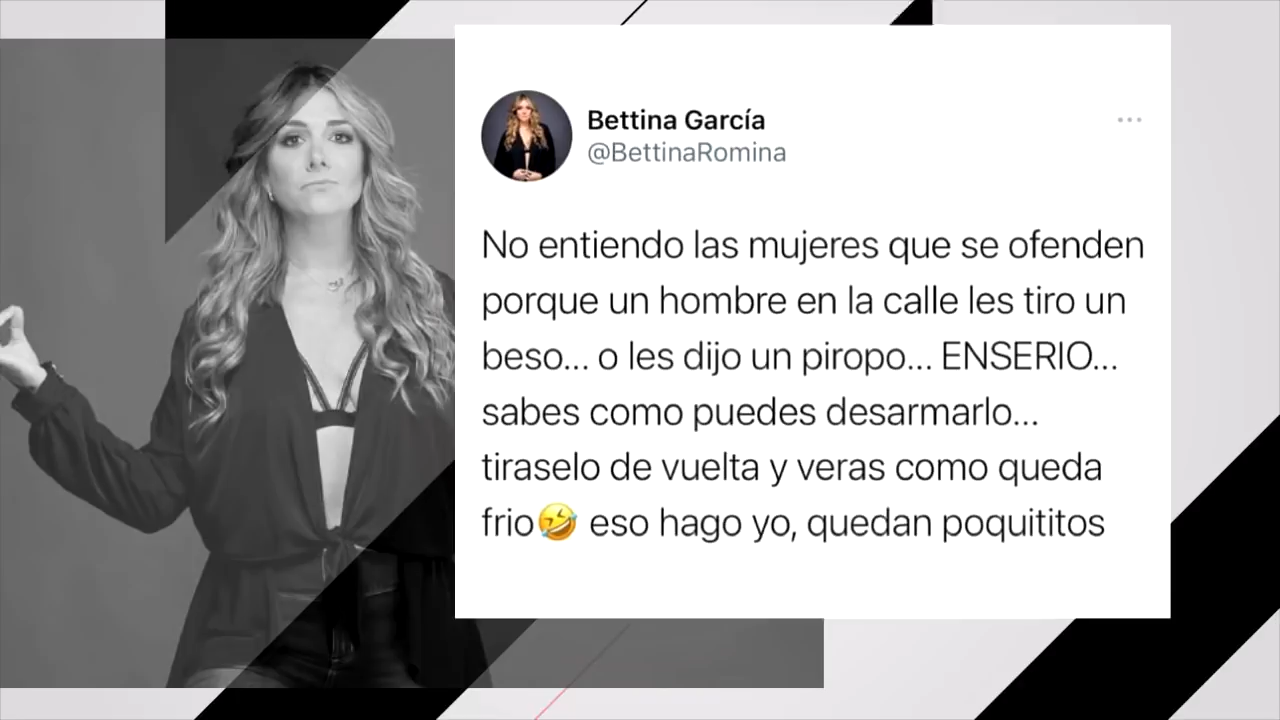 Bettina García
@BettinaRomina
No entiendo las mujeres que se ofenden
porque un hombre en la calle les tiro un
beso... o les dijo un piropo... ENSERIO...
sabes como puedes desarmarlo...
tiraselo de vuelta y veras como queda
frio🤣 eso hago yo, quedan poquititos